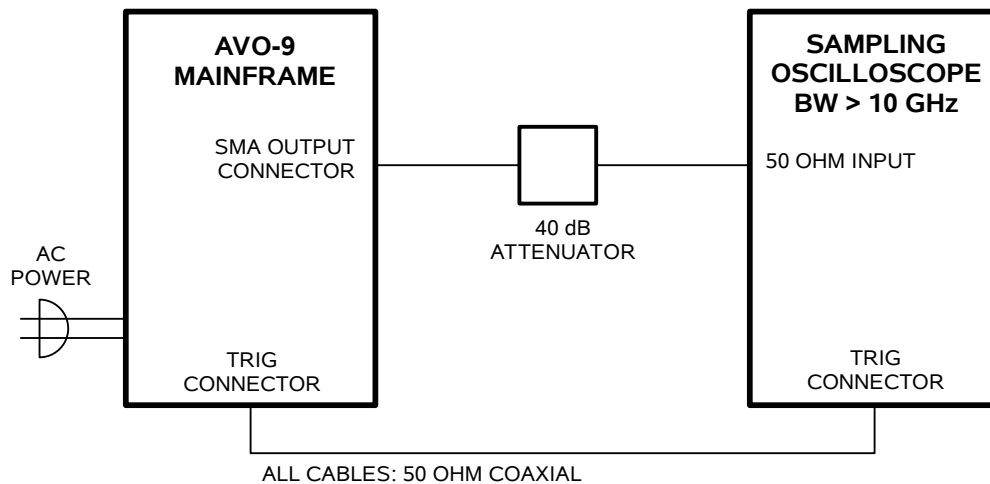 AVO-9
MAINFRAME
SMA OUTPUT
CONNECTOR
AC
POWER
TRIG
CONNECTOR
40 dB
ATTENUATOR
SAMPLING
OSCILLOSCOPE
BW > 10 GHz
50 OHM INPUT
TRIG
CONNECTOR
ALL CABLES: 50 OHM COAXIAL